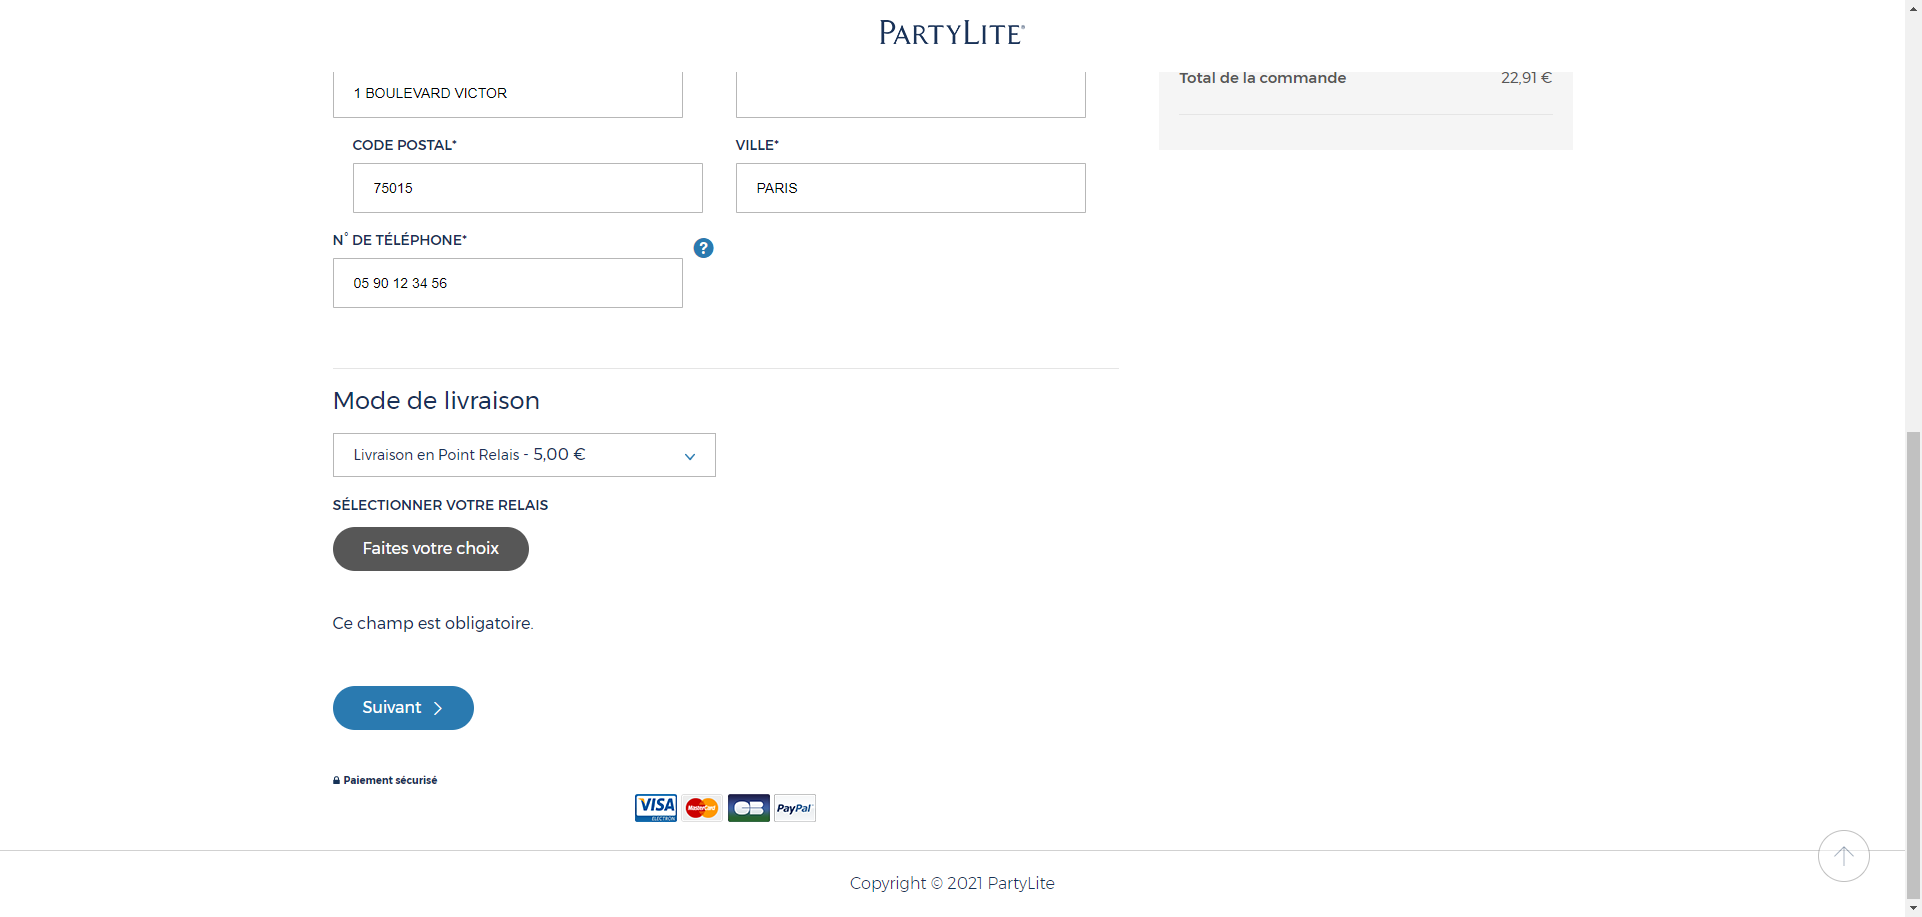 PARTYLITE®
1 BOULEVARD VICTOR
Total de la commande 22,91 €
CODE POSTAL* VILLE*
75015 PARIS
N° DE TÉLÉPHONE* ?
05 90 12 34 56
Mode de livraison
Livraison en Point Relais - 5,00 €
SÉLECTIONNER VOTRE RELAIS
Faites votre choix
Ce champ est obligatoire.
Suivant
Paiement sécurisé
VISA ELECTRON MasterCard CB PayPal
Copyright © 2021 PartyLite